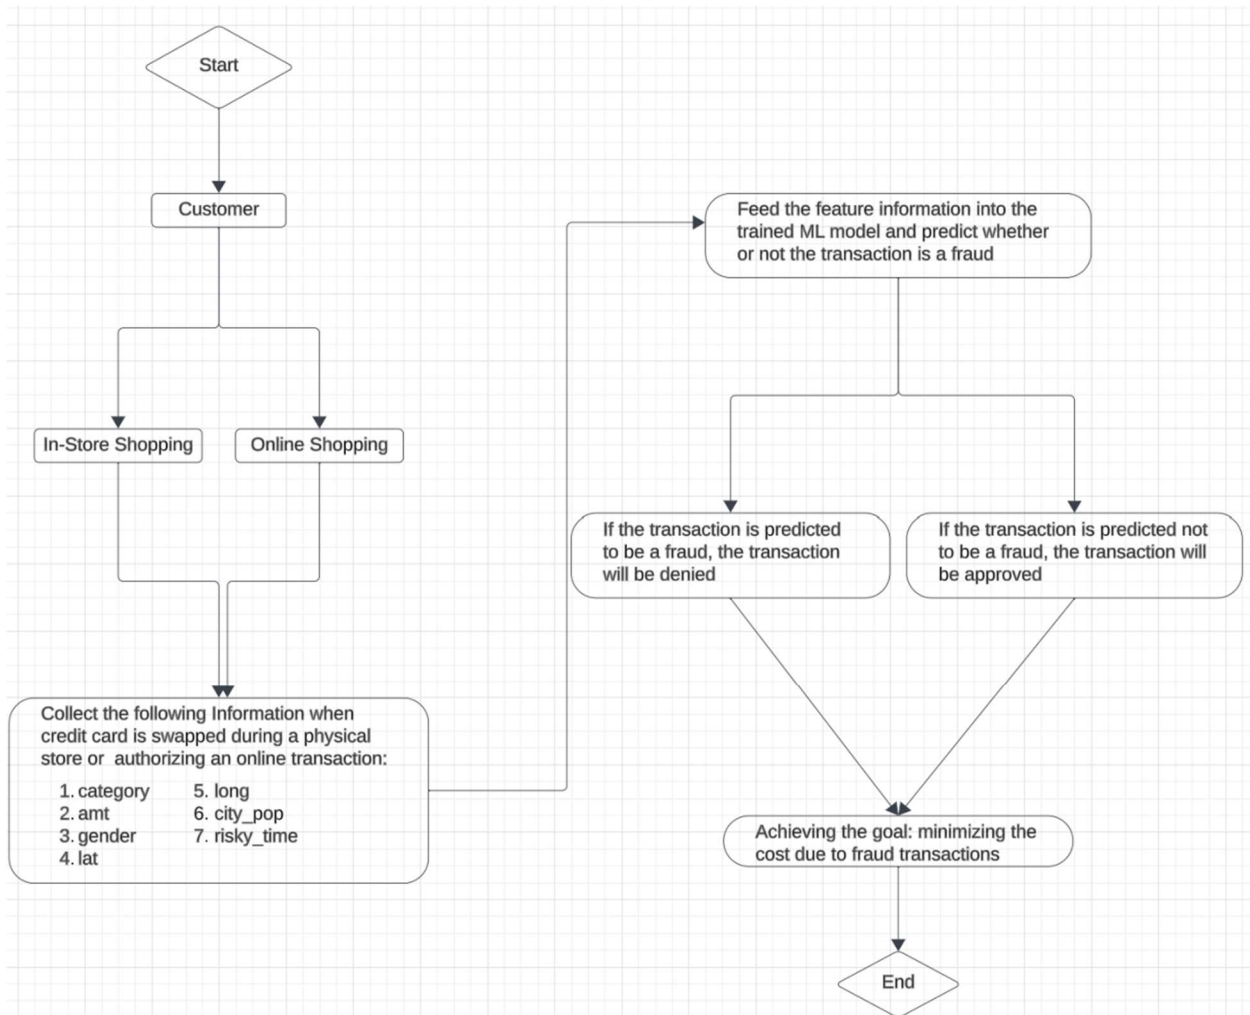 Start
Customer
In-Store Shopping
Online Shopping
Collect the following Information when
credit card is swapped during a physical
store or authorizing an online transaction:
1. category
2. amt
3. gender
4. lat
5. long
6. city_pop
7. risky_time
Feed the feature information into the
trained ML model and predict whether
or not the transaction is a fraud
If the transaction is predicted
to be a fraud, the transaction
will be denied
If the transaction is predicted not
to be a fraud, the transaction will
be approved
Achieving the goal: minimizing the
cost due to fraud transactions
End